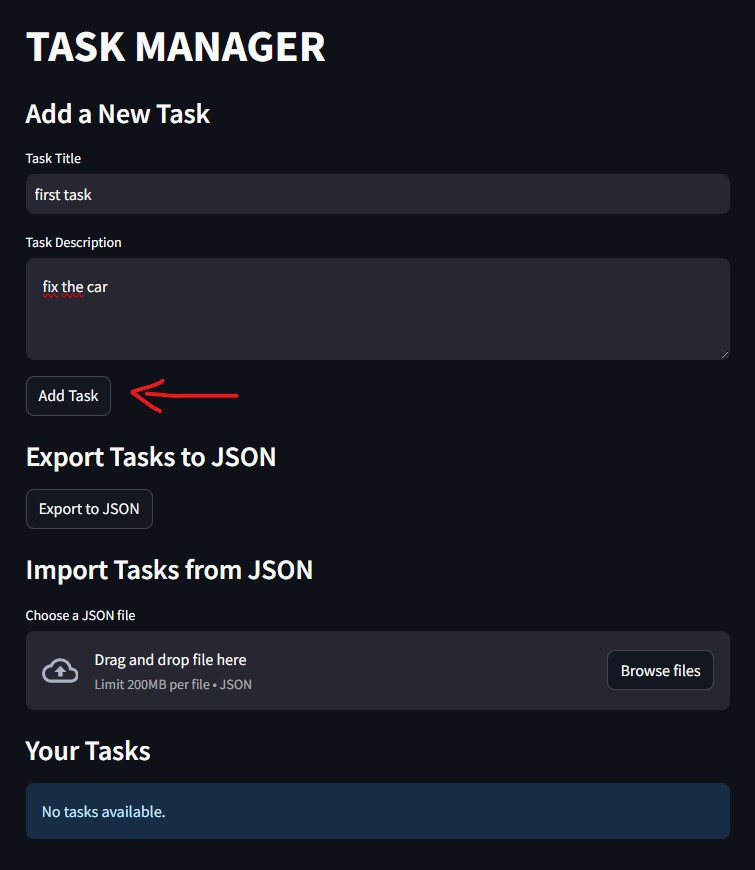 TASK MANAGER
Add a New Task
Task Title
first task
Task Description
fix the car
Add Task
Export Tasks to JSON
Export to JSON
Import Tasks from JSON
Choose a JSON file
Drag and drop file here
Limit 200MB per file • JSON
Browse files
Your Tasks
No tasks available.